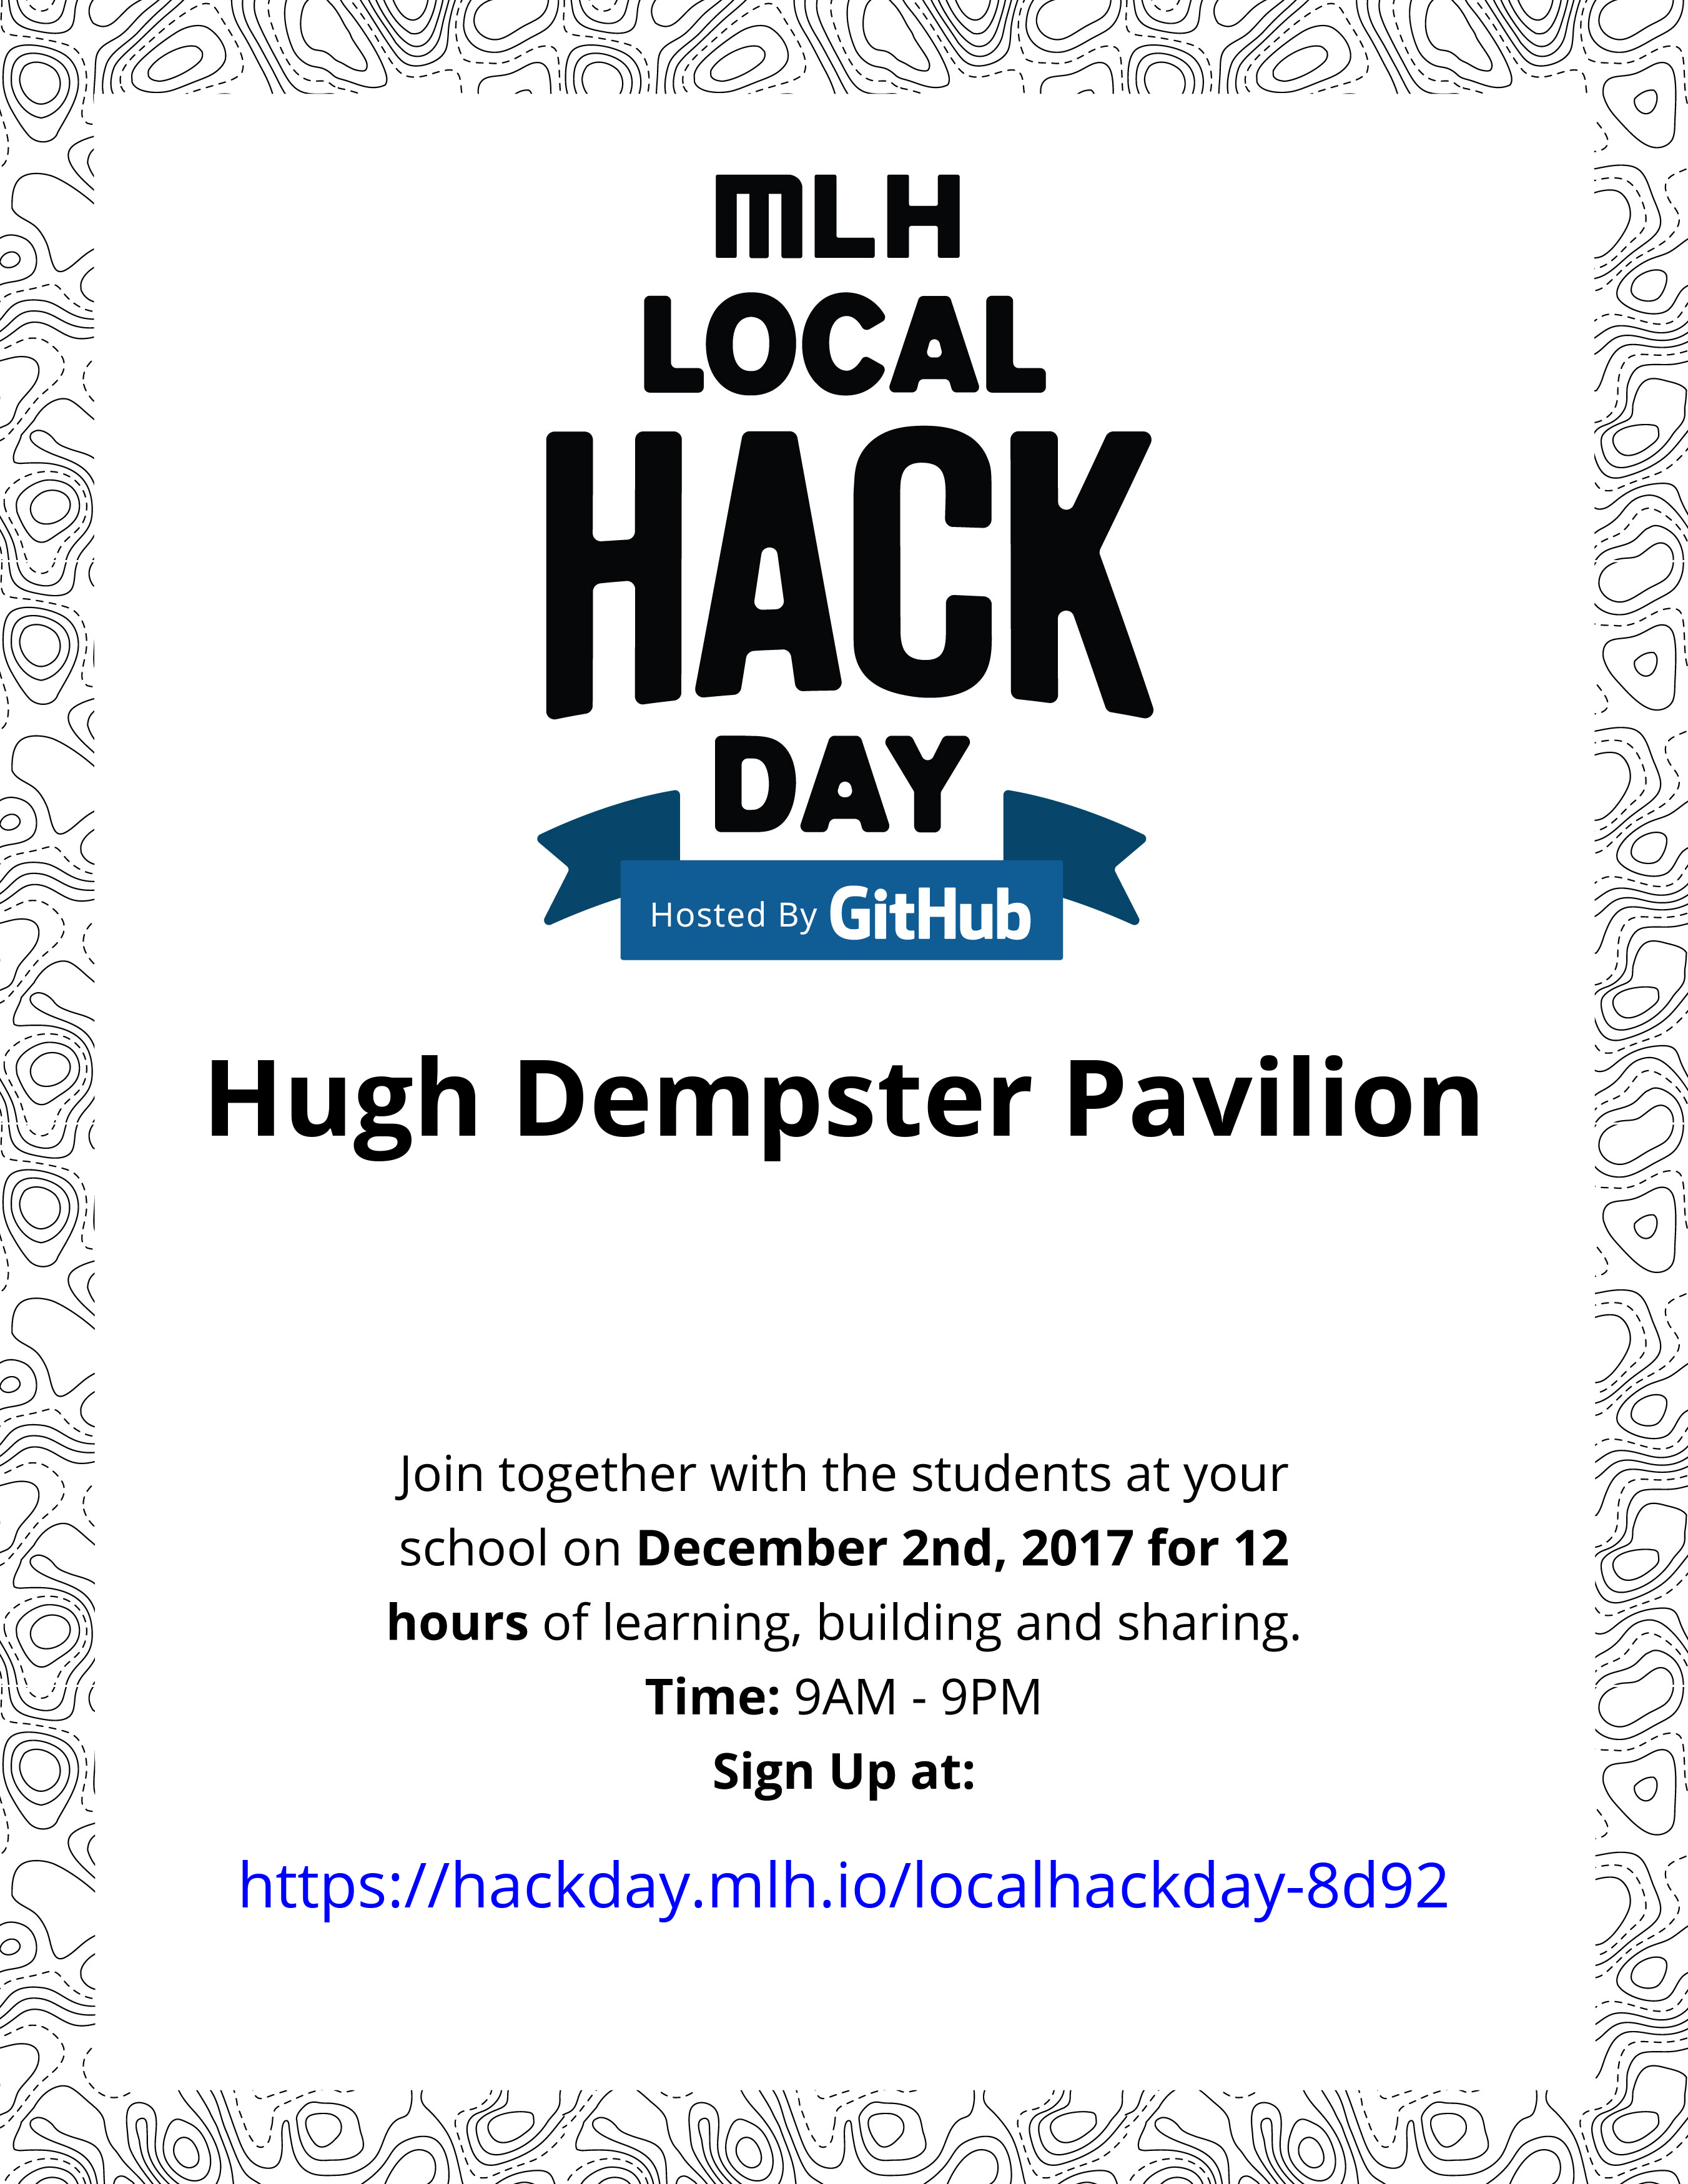 MLH
LOCAL
HACK
DAY
Hosted By GitHub
Hugh Dempster Pavilion
Join together with the students at your
school on December 2nd, 2017 for 12
hours of learning, building and sharing.
Time: 9AM - 9PM
Sign Up at:
https://hackday.mlh.io/localhackday-8d92